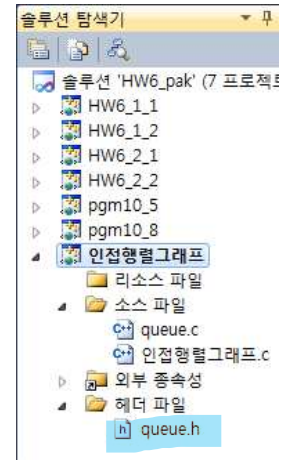 솔루션 탐색기
솔루션 'HW6_pak' (7 프로젝트
HW6_1_1
HW6_1_2
HW6_2_1
HW6_2_2
pgm10_5
pgm10_8
인접행렬그래프
리소스 파일
소스 파일
queue.c
인접행렬그래프.c
외부 종속성
헤더 파일
queue.h